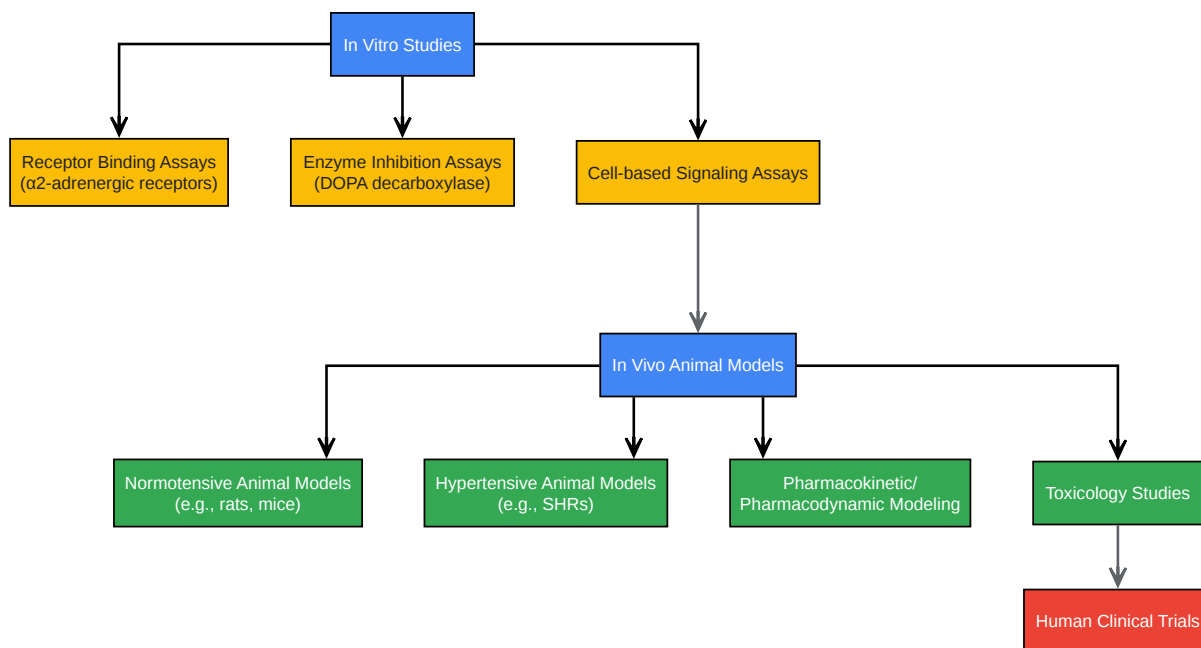 In Vitro Studies
Receptor Binding Assays
(α2-adrenergic receptors)
Enzyme Inhibition Assays
(DOPA decarboxylase)
Cell-based Signaling Assays
In Vivo Animal Models
Normotensive Animal Models
(e.g., rats, mice)
Hypertensive Animal Models
(e.g., SHRs)
Pharmacokinetic/
Pharmacodynamic Modeling
Toxicology Studies
Human Clinical Trials